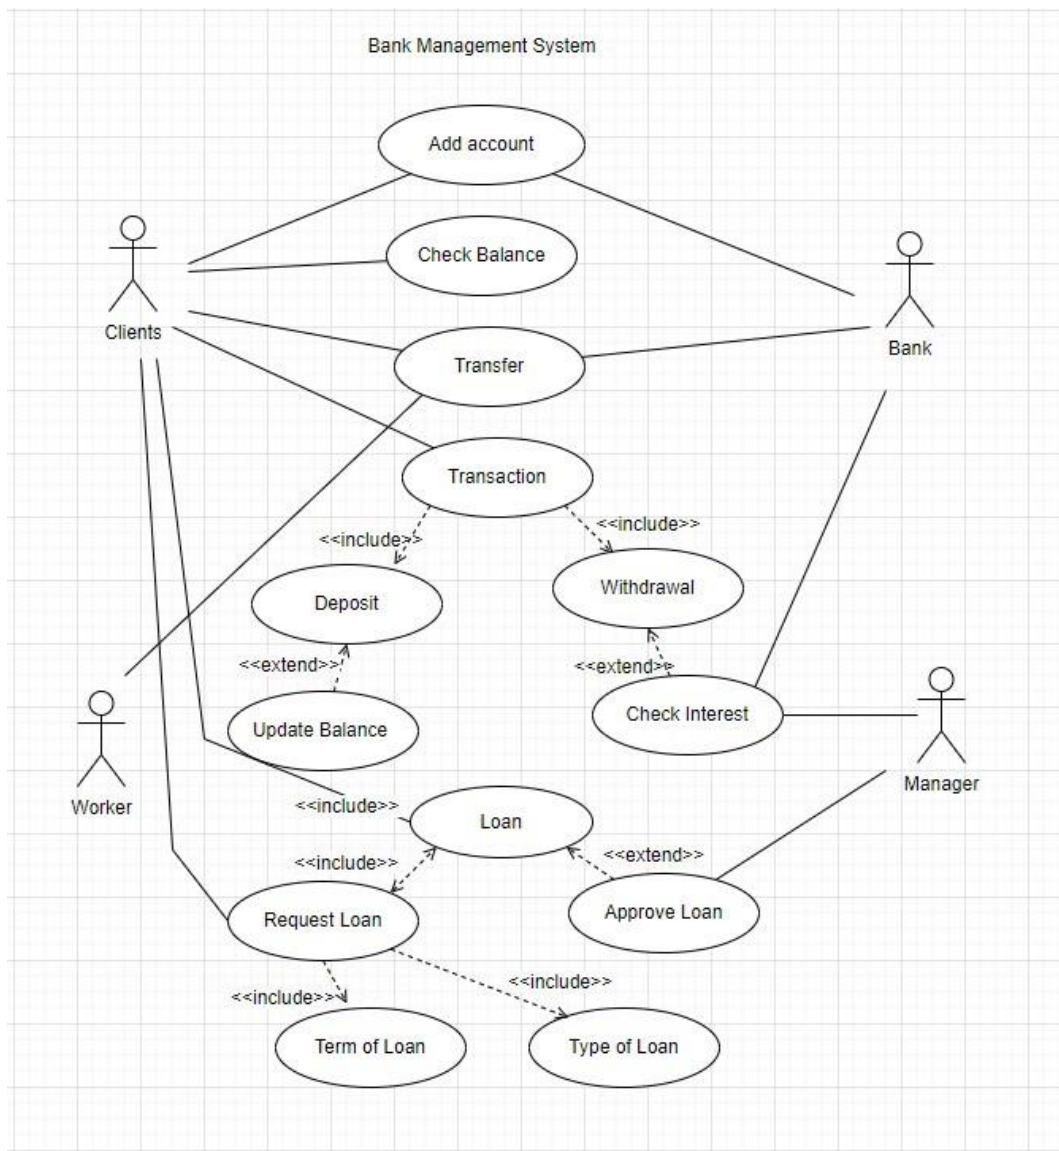 Bank Management System
Add account
Check Balance
Clients
Bank
Transfer
Transaction
<<include>>
<<include>>
Withdrawal
Deposit
<<extend>>
<<extend>>
Check Interest
Update Balance
Manager
Worker
<<include>>
Loan
<<include>>
<<extend>>
Request Loan
Approve Loan
<<include>>
<<include>>
Term of Loan
Type of Loan